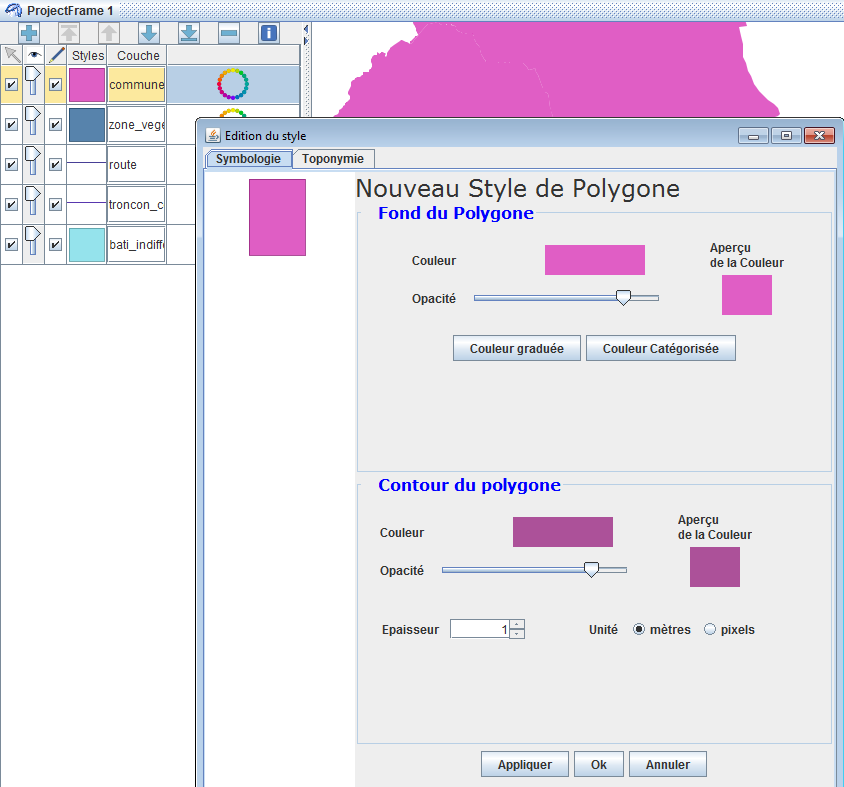 ProjectFrame 1
Styles Couche
commune
zone_vege
route
troncon_c
bati_indiffe
Edition du style
Symbologie Toponymie
Nouveau Style de Polygone
Fond du Polygone
Couleur
Aperçu
de la Couleur
Opacité
Couleur graduée Couleur Catégorisée
Contour du polygone
Couleur
Aperçu
de la Couleur
Opacité
Epaisseur 1 Unité mètres pixels
Appliquer Ok Annuler